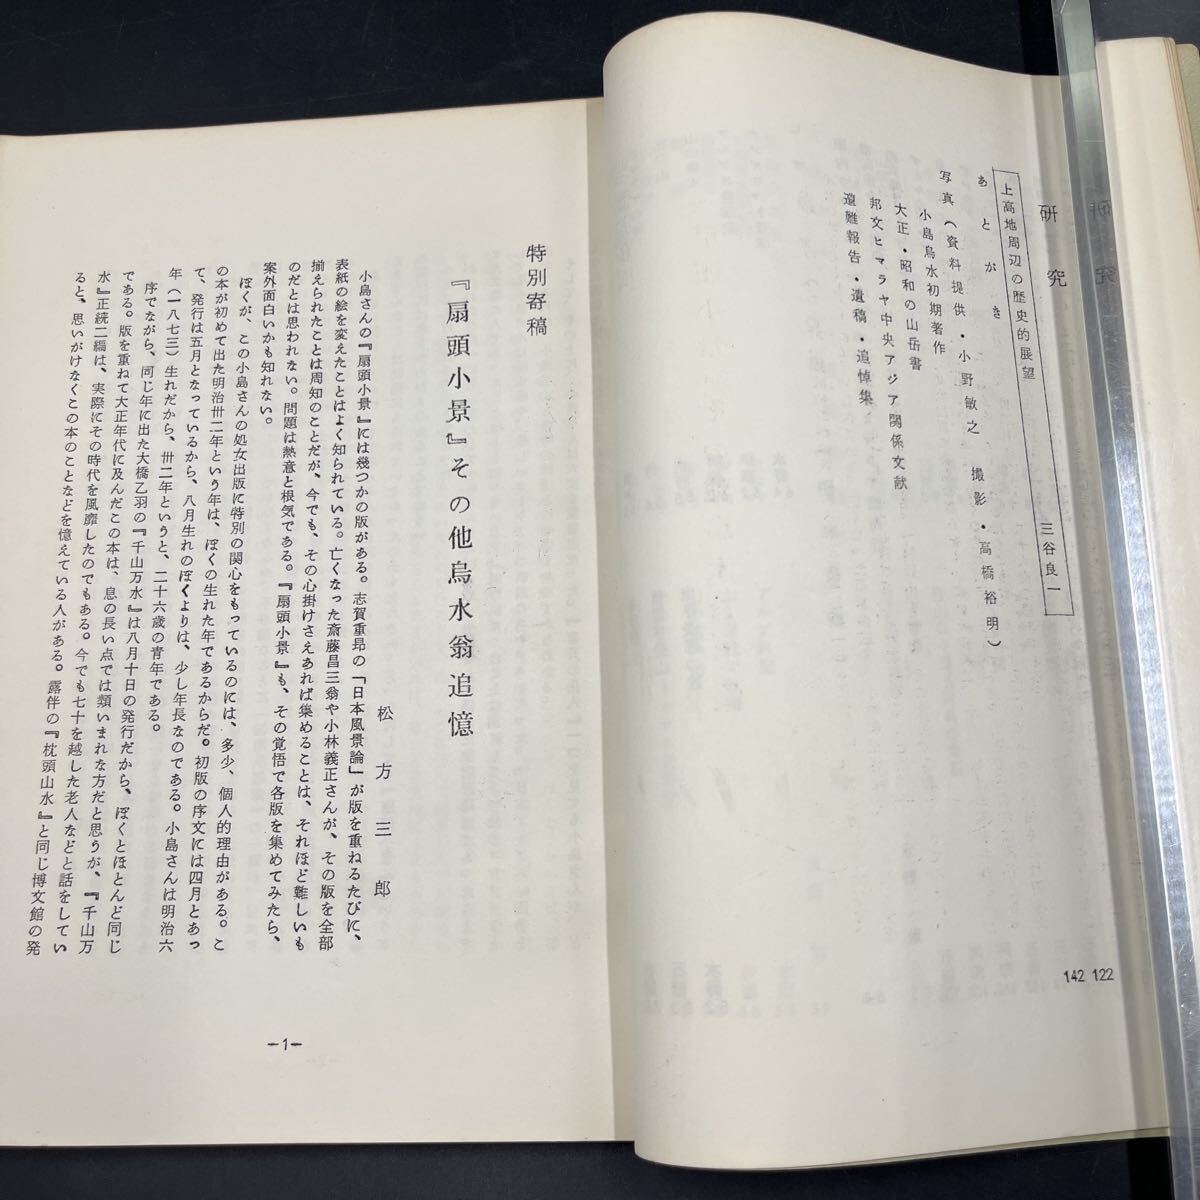 研究
上高地周辺の歴史的展望 三谷良一 122
あとがき 142
写真(資料提供・小野敏之 撮影・高橋裕明)
小島烏水初期著作
大正・昭和の山岳書
邦文ヒマラヤ中央アジア関係文献
遭難報告・遺稿・追悼集
特別寄稿
『扇頭小景』その他烏水翁追憶
松方三郎
小島さんの『扇頭小景』には幾つかの版がある。志賀重昂の「日本風景論」が版を重ねるたびに、
表紙の絵を変えたことはよく知られている。亡くなった斎藤昌三翁や小林義正さんが、その版を全部
揃えられたことは周知のことだが、今でも、その心掛けさえあれば集めることは、それほど難しいも
のだとは思われない。問題は熱意と根気である。『扇頭小景』も、その覚悟で各版を集めてみたら、
案外面白いかも知れない。
ぼくが、この小島さんの処女出版に特別の関心をもっているのには、多少、個人的理由がある。こ
の本が初めて出た明治卅二年という年は、ぼくの生れた年であるからだ。初版の序文には四月とあっ
て、発行は五月となっているから、八月生れのぼくよりは、少し年長なのである。小島さんは明治六
年(一八七三)生れだから、卅二年というと、二十六歳の青年である。
序でながら、同じ年に出た大橋乙羽の『千山万水』は八月十日の発行だから、ぼくとほとんど同じ
である。版を重ねて大正年代に及んだこの本は、息の長い点では類いまれな方だと思うが、『千山万
水』正続二編は、実際にその時代を風靡したのでもある。今でも七十を越した老人などと話をしてい
ると、思いがけなくこの本のことなどを憶えている人がある。露伴の『枕頭山水』と同じ博文館の発
-1-